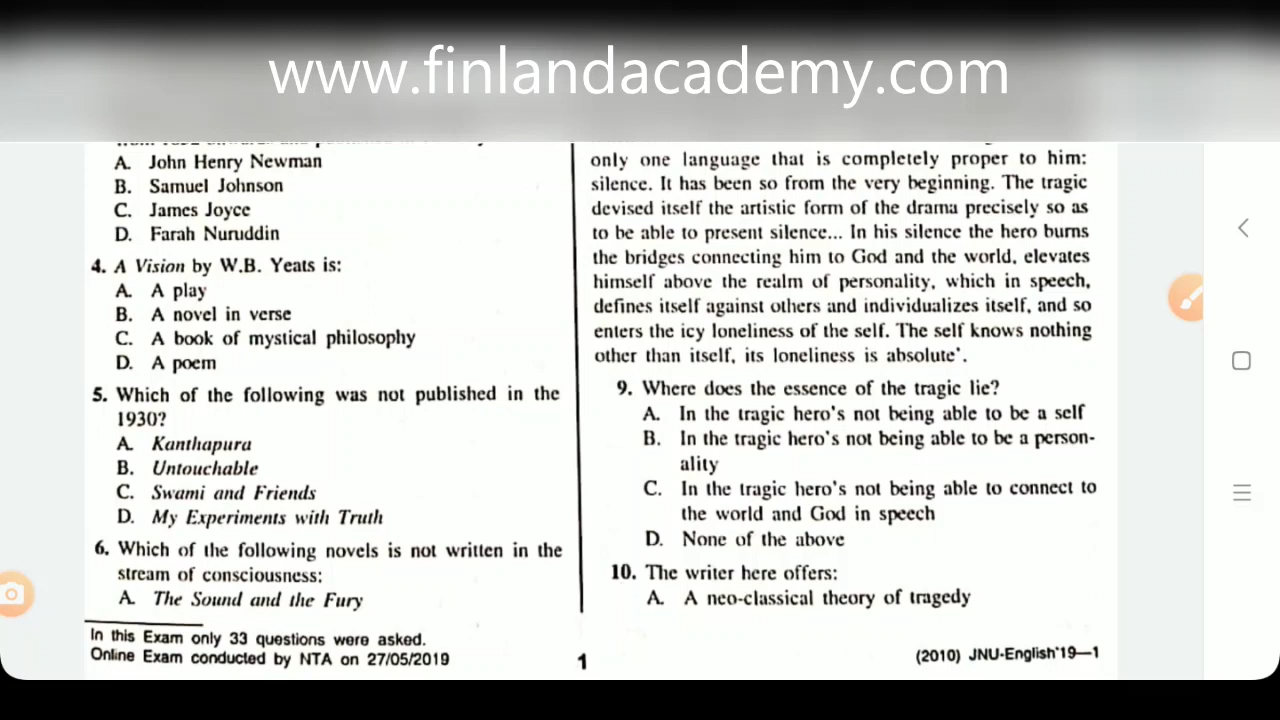 www.finlandacademy.com
A. John Henry Newman
B. Samuel Johnson
C. James Joyce
D. Farah Nuruddin
4. A Vision by W.B. Yeats is:
A. A play
B. A novel in verse
C. A book of mystical philosophy
D. A poem
5. Which of the following was not published in the
1930?
A. Kanthapura
B. Untouchable
C. Swami and Friends
D. My Experiments with Truth
6. Which of the following novels is not written in the
stream of consciousness:
A. The Sound and the Fury
In this Exam only 33 questions were asked.
Online Exam conducted by NTA on 27/05/2019
only one language that is completely proper to him:
silence. It has been so from the very beginning. The tragic
devised itself the artistic form of the drama precisely so as
to be able to present silence... In his silence the hero burns
the bridges connecting him to God and the world, elevates
himself above the realm of personality, which in speech,
defines itself against others and individualizes itself, and so
enters the icy loneliness of the self. The self knows nothing
other than itself, its loneliness is absolute'.
9. Where does the essence of the tragic lie?
A. In the tragic hero's not being able to be a self
B. In the tragic hero's not being able to be a person-
ality
C. In the tragic hero's not being able to connect to
the world and God in speech
D. None of the above
10. The writer here offers:
A. A neo-classical theory of tragedy
1
(2010) JNU-English'19—1